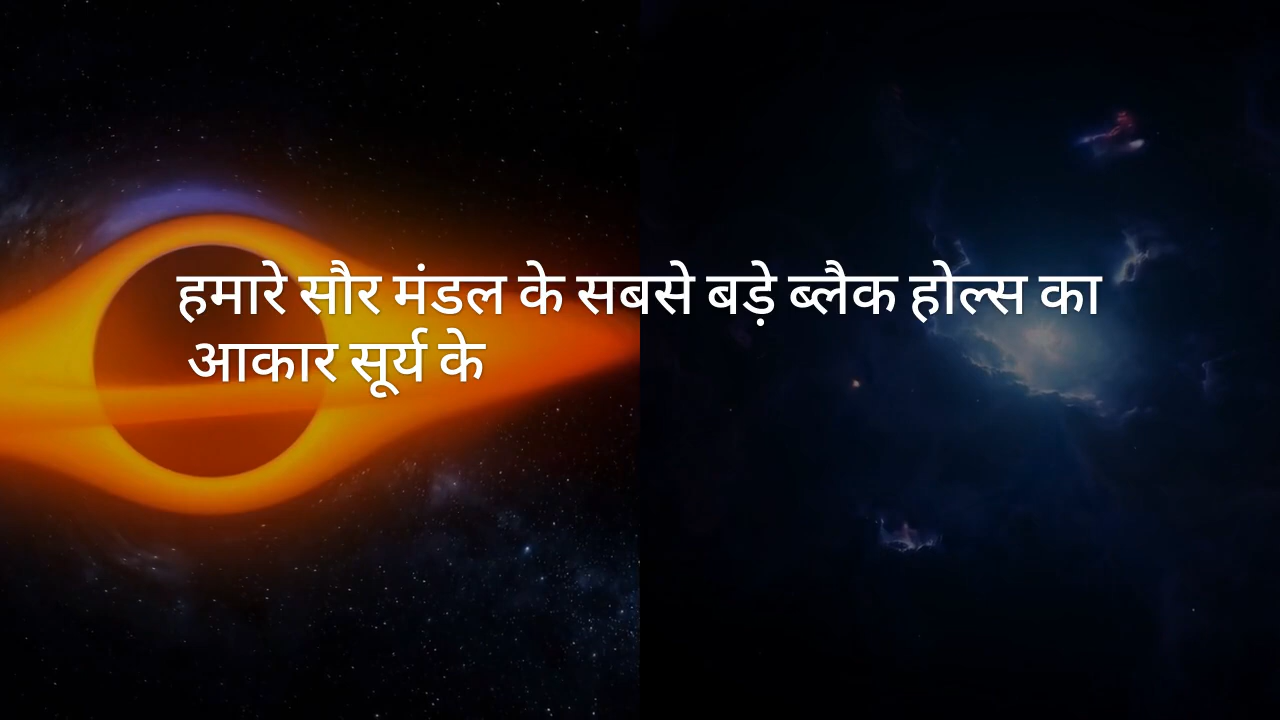 हमारे सौर मंडल के सबसे बड़े ब्लैक होल्स का
आकार सूर्य के